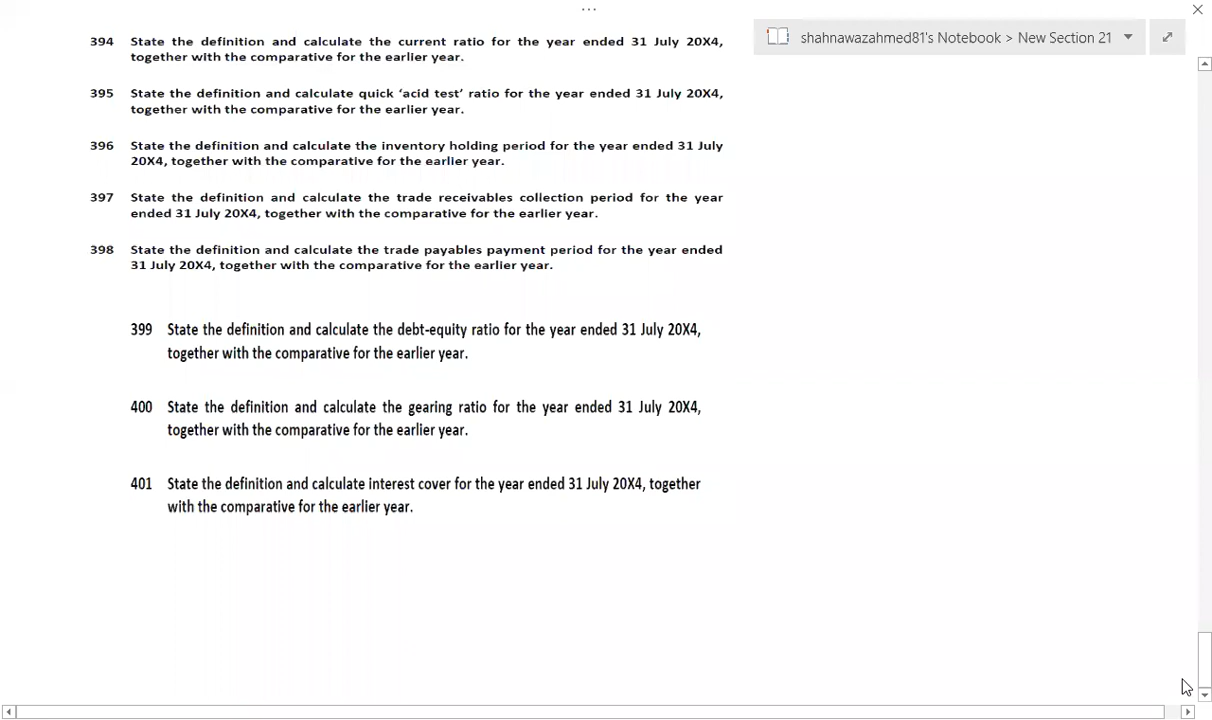 ...
shahnawazahmed81's Notebook > New Section 21
394 State the definition and calculate the current ratio for the year ended 31 July 20X4,
together with the comparative for the earlier year.
395 State the definition and calculate quick ‘acid test’ ratio for the year ended 31 July 20X4,
together with the comparative for the earlier year.
396 State the definition and calculate the inventory holding period for the year ended 31 July
20X4, together with the comparative for the earlier year.
397 State the definition and calculate the trade receivables collection period for the year
ended 31 July 20X4, together with the comparative for the earlier year.
398 State the definition and calculate the trade payables payment period for the year ended
31 July 20X4, together with the comparative for the earlier year.
399 State the definition and calculate the debt-equity ratio for the year ended 31 July 20X4,
together with the comparative for the earlier year.
400 State the definition and calculate the gearing ratio for the year ended 31 July 20X4,
together with the comparative for the earlier year.
401 State the definition and calculate interest cover for the year ended 31 July 20X4, together
with the comparative for the earlier year.